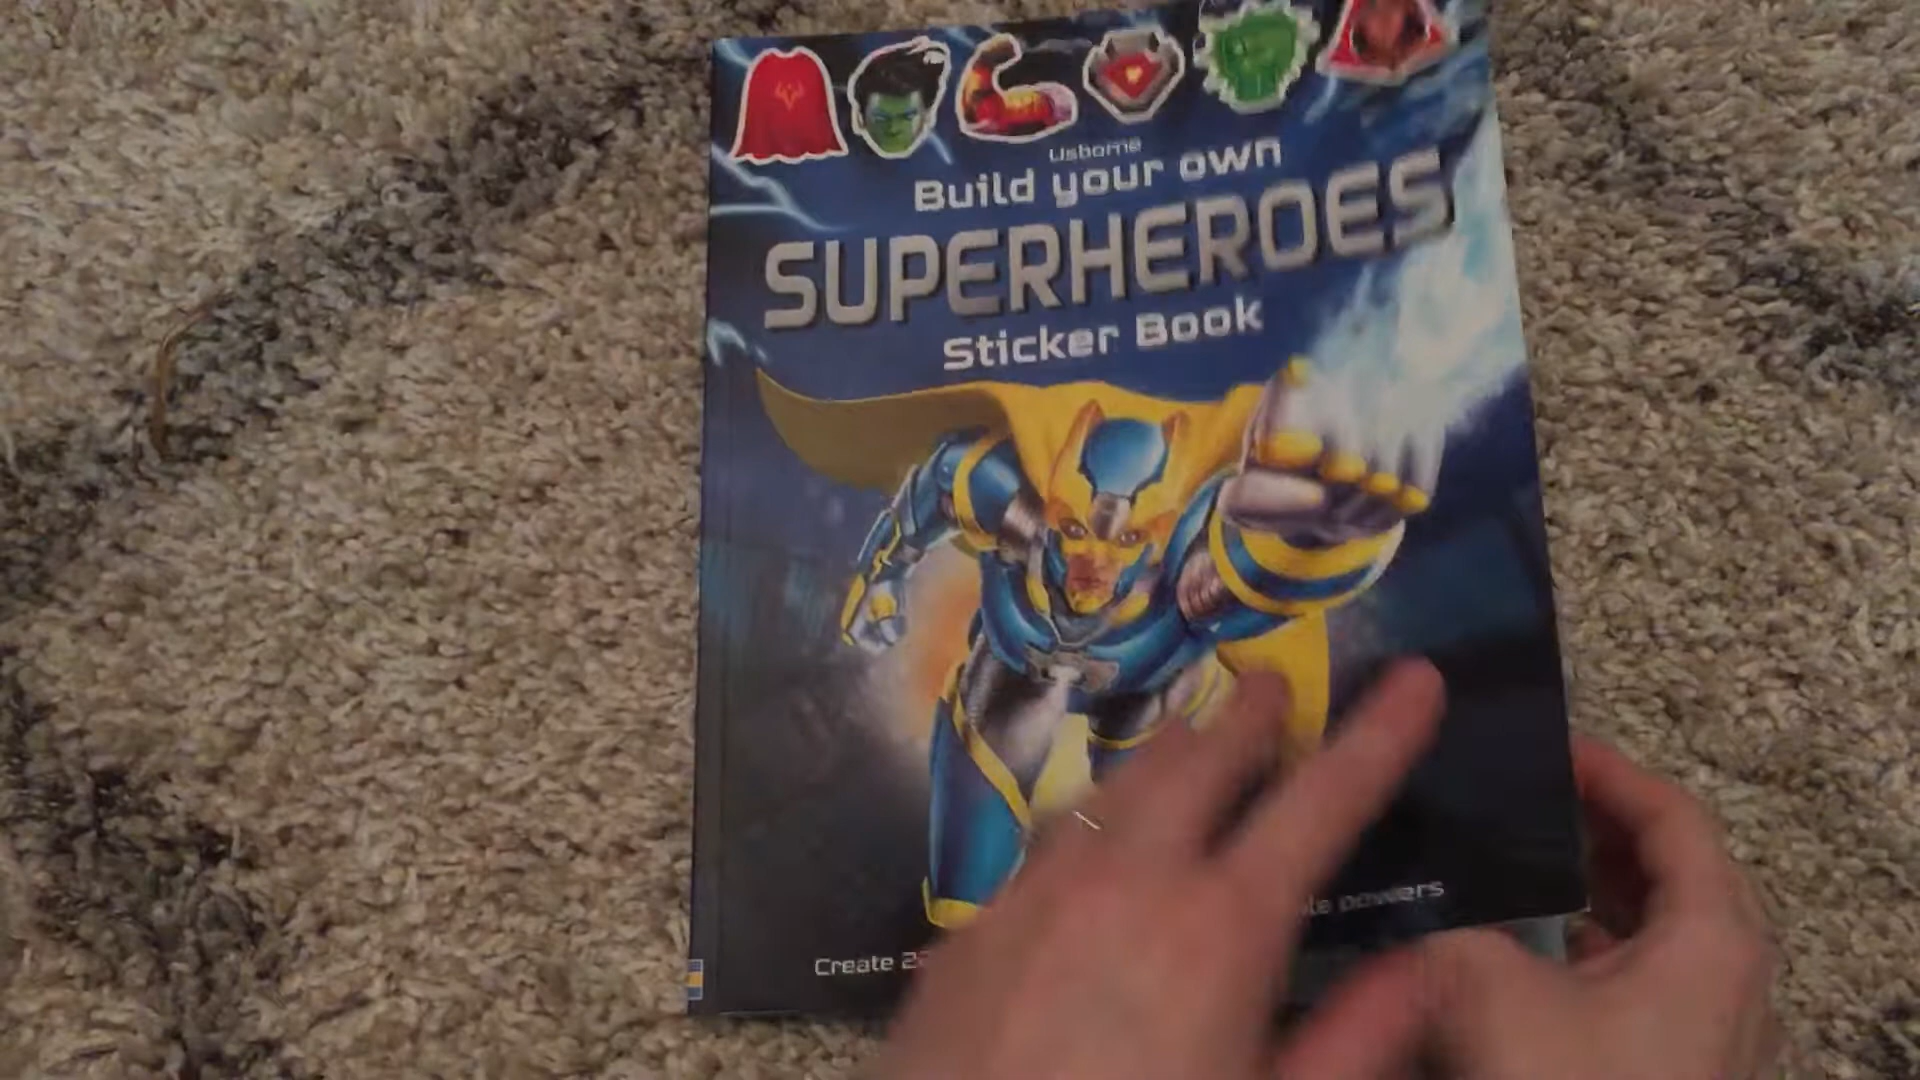 Usborne
Build your own
SUPERHEROES
Sticker Book
Create powers